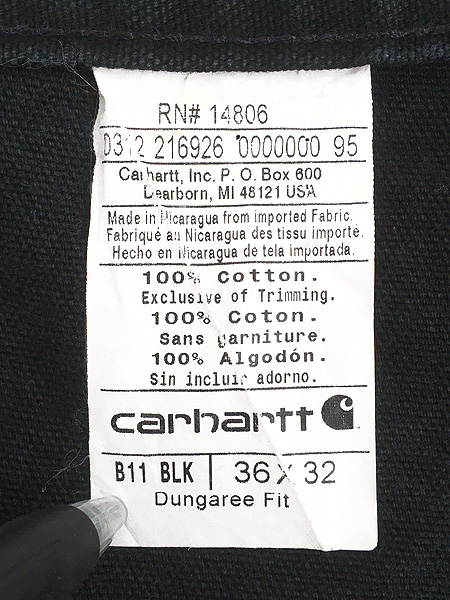 RN# 14806
0312 216926 0000000 95
Carhartt, Inc. P. O. Box 600
Dearborn, MI 48121 USA
Made in Nicaragua from imported Fabric.
Fabriqué au Nicaragua des tissu importé.
Hecho en Nicaragua de tela importada.
100% Cotton.
Exclusive of Trimming.
100% Coton.
Sans garniture.
100% Algodón.
Sin incluir adorno.
carhartt
B11 BLK | 36 X 32
Dungaree Fit